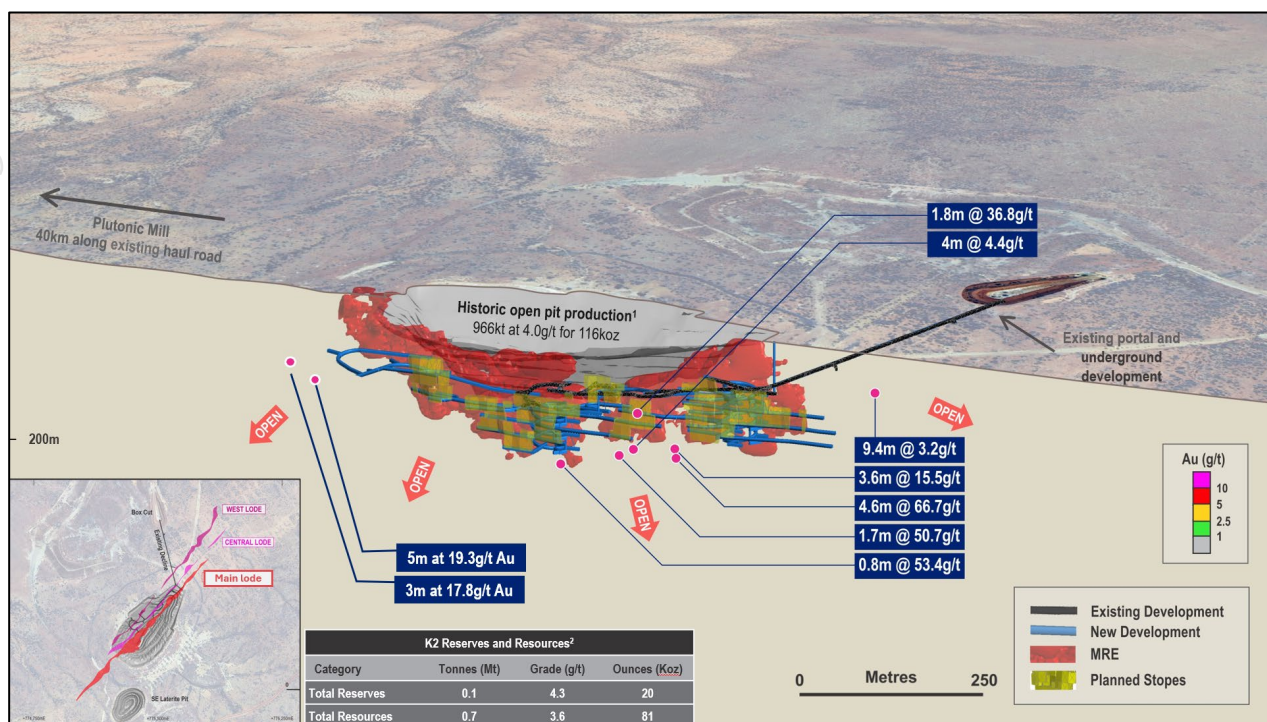 Plutonic Mill
40km along existing haul road
1.8m @ 36.8g/t
4m @ 4.4g/t
Historic open pit production¹
966kt at 4.0g/t for 116koz
Existing portal and
underground
development
OPEN
OPEN
OPEN
OPEN
200m
9.4m @ 3.2g/t
3.6m @ 15.5g/t
4.6m @ 66.7g/t
1.7m @ 50.7g/t
0.8m @ 53.4g/t
5m at 19.3g/t Au
3m at 17.8g/t Au
Au (g/t)
10
5
2.5
1
Box Cut
Existing Decline
WEST LODE
CENTRAL LODE
Main lode
SE Laterite Pit
0
K2 Reserves and Resources²
Category Tonnes (Mt) Grade (g/t) Ounces (Koz)
Total Reserves 0.1 4.3 20
Total Resources 0.7 3.6 81
0 Metres 250
Existing Development
New Development
MRE
Planned Stopes